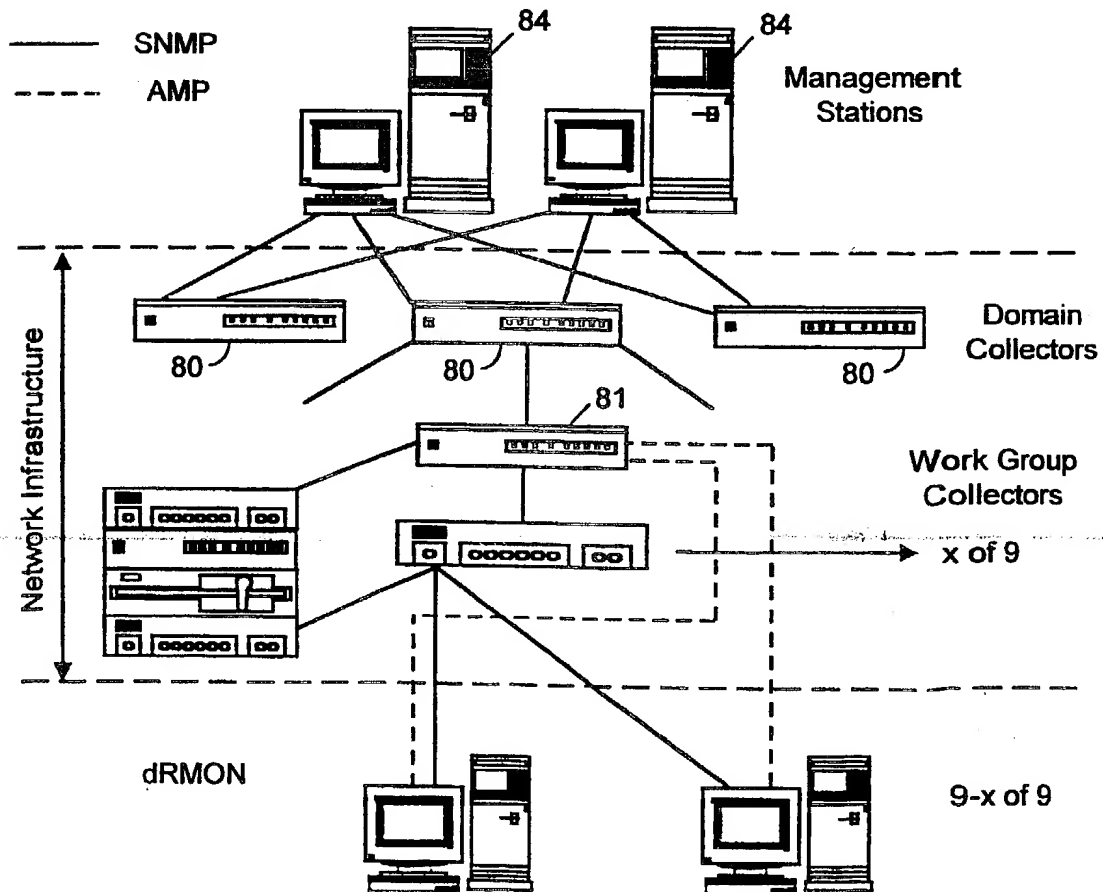 SNMP
AMP
84
84
Management
Stations
Network Infrastructure
80
80
80
Domain
Collectors
81
Work Group
Collectors
x of 9
dRMON
9-x of 9